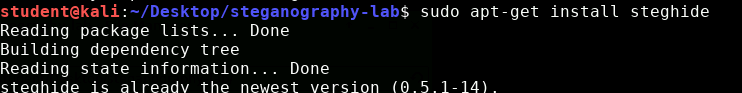 student@kali:~/Desktop/steganography-lab$ sudo apt-get install steghide
Reading package lists... Done
Building dependency tree
Reading state information... Done
steghide is already the newest version (0.5.1-14).